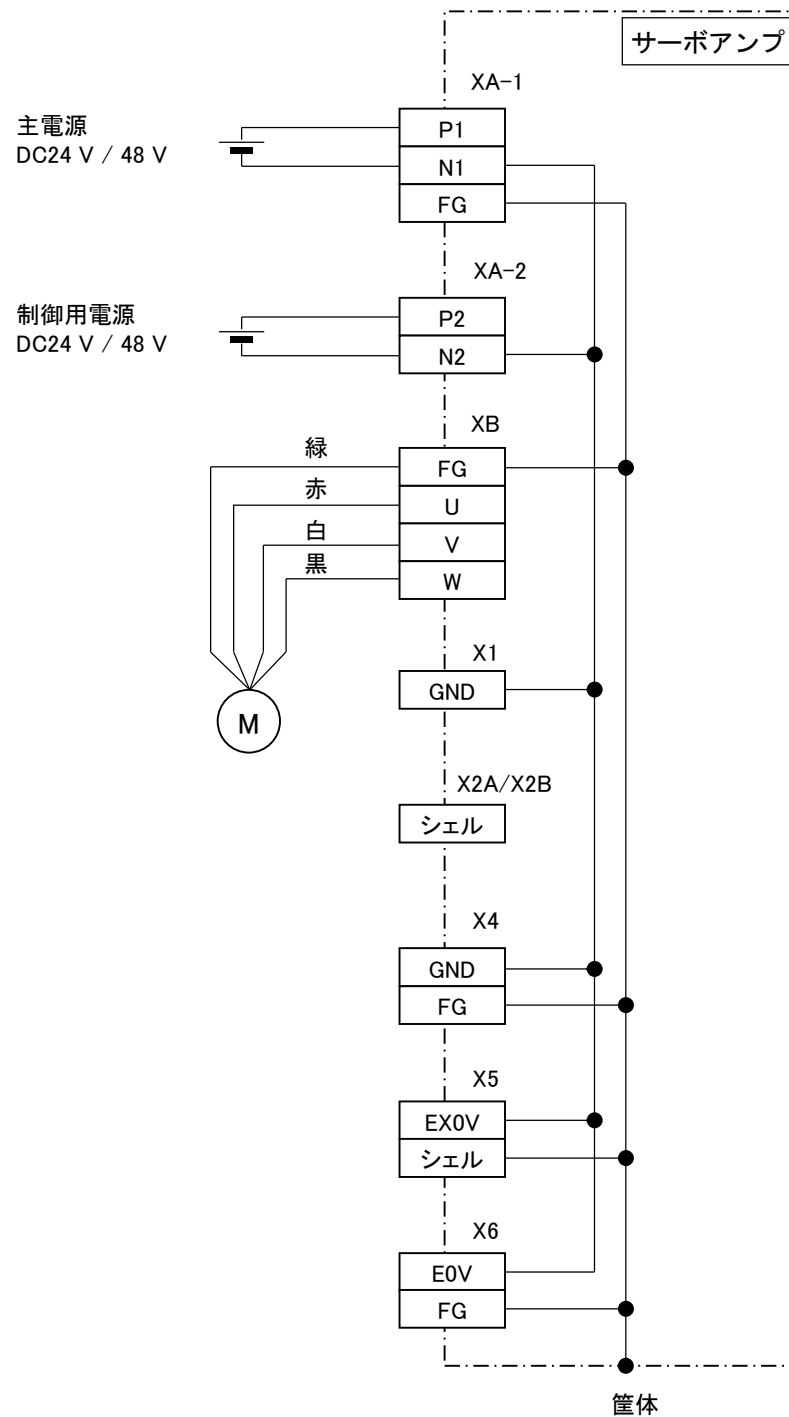 サーボアンプ
XA-1
主電源
DC24 V / 48 V
P1
N1
FG
XA-2
制御用電源
DC24 V / 48 V
P2
N2
XB
緑
FG
赤
U
白
V
黒
W
X1
GND
M
X2A/X2B
シェル
X4
GND
FG
X5
EX0V
シェル
X6
E0V
FG
筐体